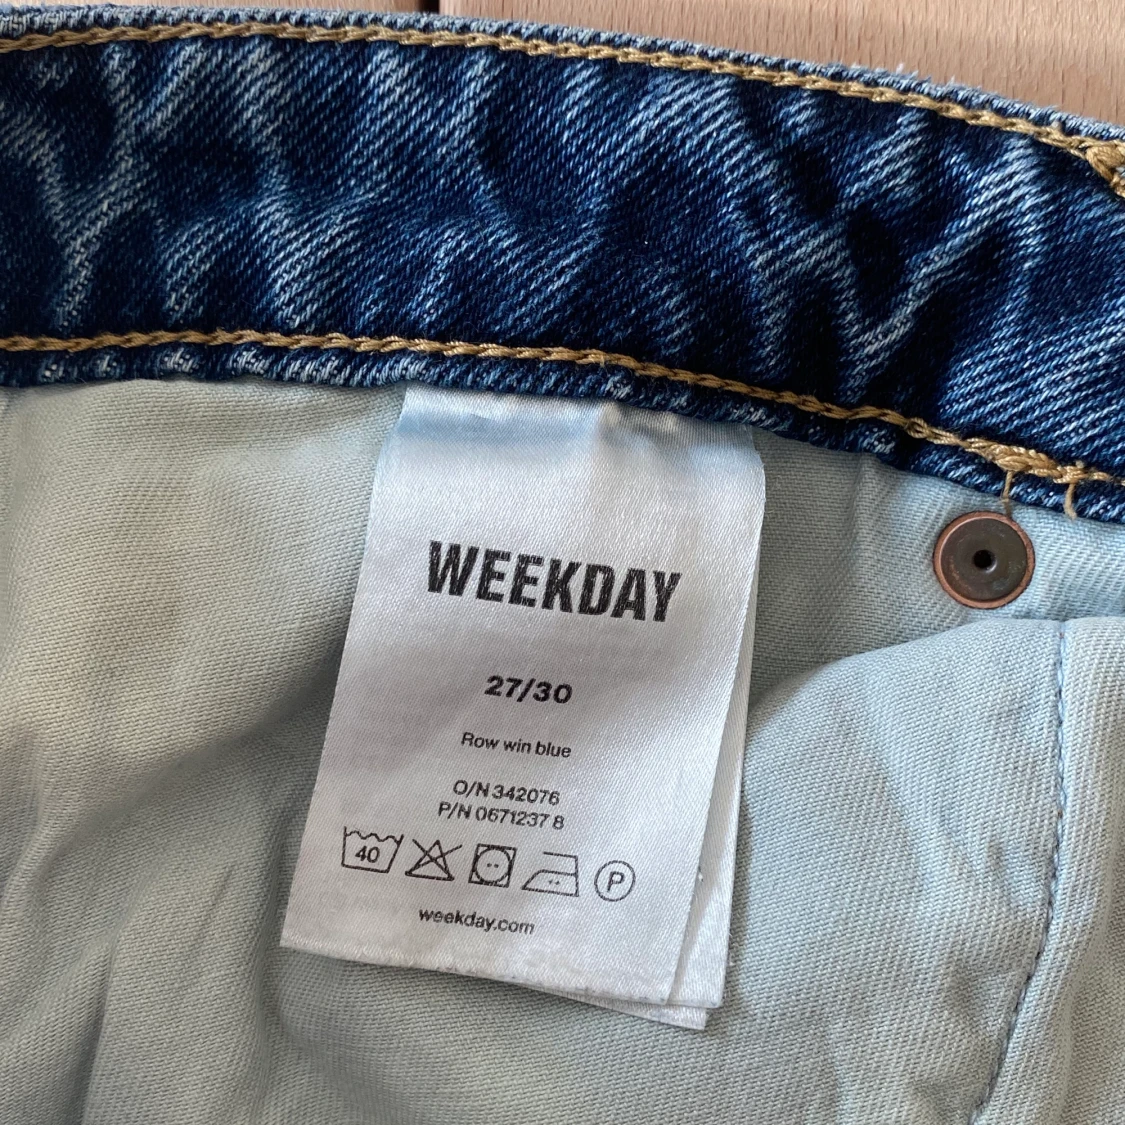 WEEKDAY
27/30
Row win blue
O/N 342076
P/N 0671237 8
40 P
weekday.com